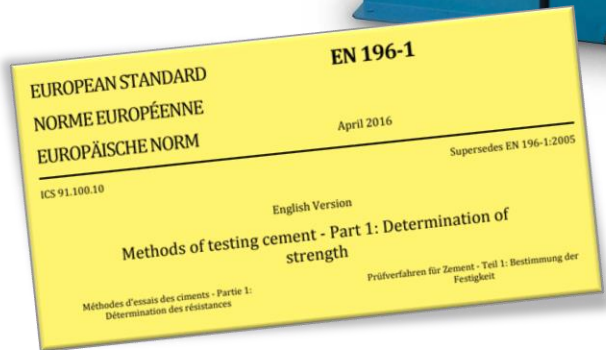 EUROPEAN STANDARD
EN 196-1
NORME EUROPÉENNE
EUROPÄISCHE NORM
April 2016
ICS 91.100.10
Supersedes EN 196-1:2005
English Version
Methods of testing cement - Part 1: Determination of
strength
Méthodes d'essais des ciments - Partie 1:
Détermination des résistances
Prüfverfahren für Zement - Teil 1: Bestimmung der
Festigkeit